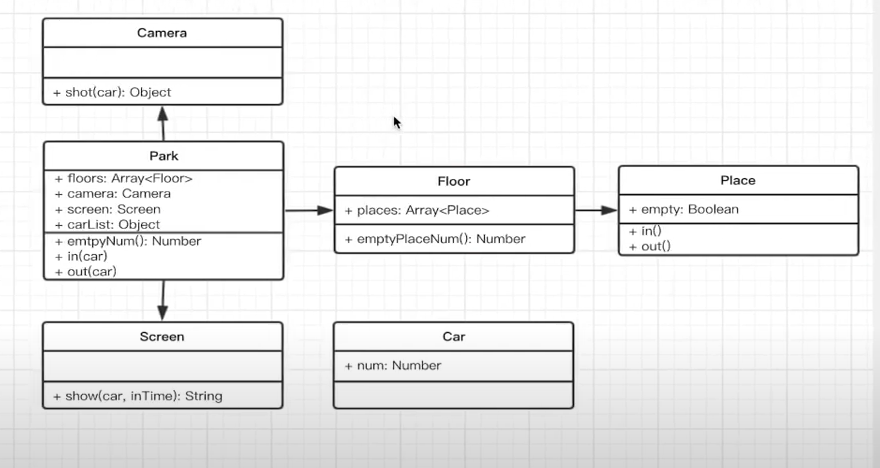 Camera
+ shot(car): Object
Park
+ floors: Array<Floor>
+ camera: Camera
+ screen: Screen
+ carList: Object
+ emtpyNum(): Number
+ in(car)
+ out(car)
Floor
+ places: Array<Place>
+ emptyPlaceNum(): Number
Place
+ empty: Boolean
+ in()
+ out()
Screen
+ show(car, inTime): String
Car
+ num: Number